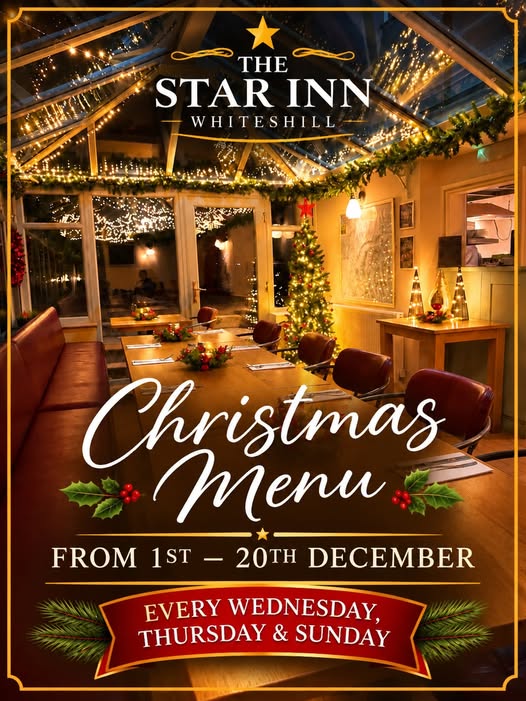 THE
STAR INN
WHITESHILL
Christmas
Menu
FROM 1ST – 20TH DECEMBER
EVERY WEDNESDAY,
THURSDAY & SUNDAY